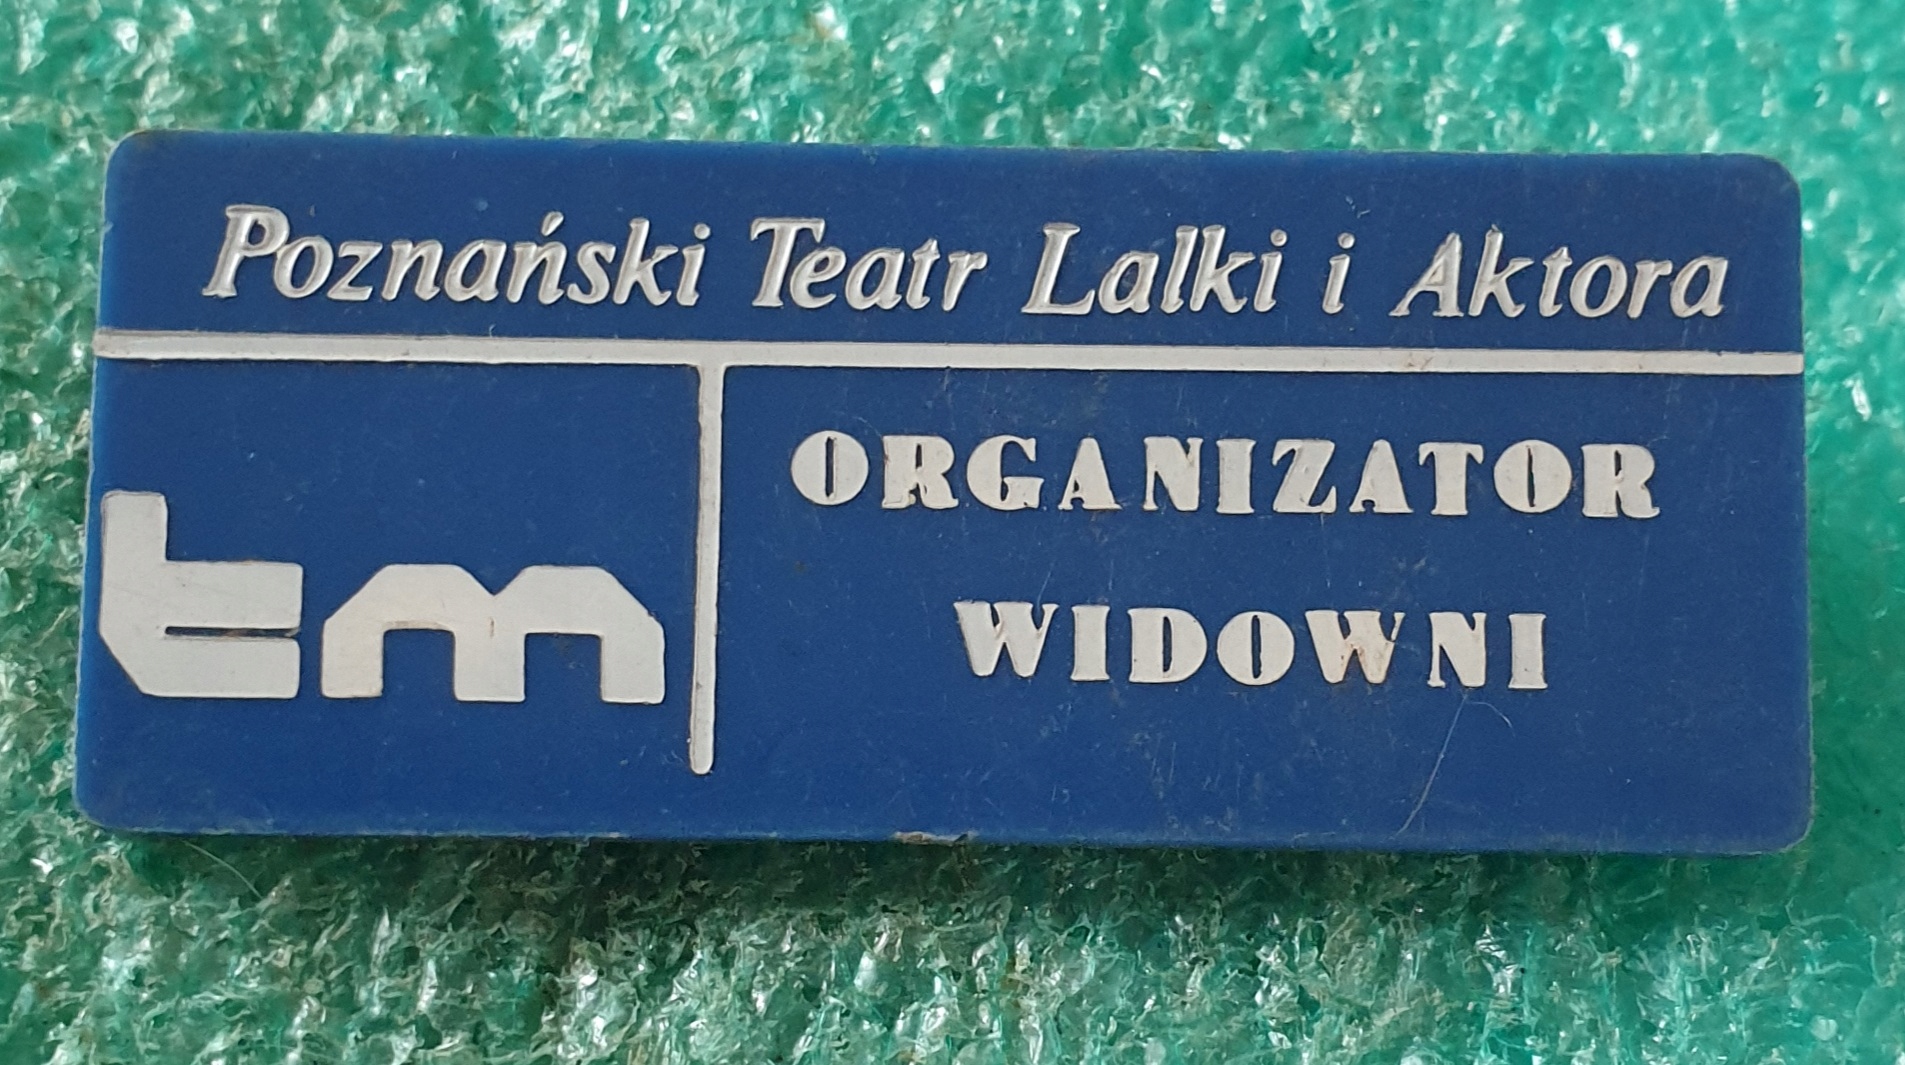 Poznański Teatr Lalki i Aktora
tm
ORGANIZATOR
WIDOWNI